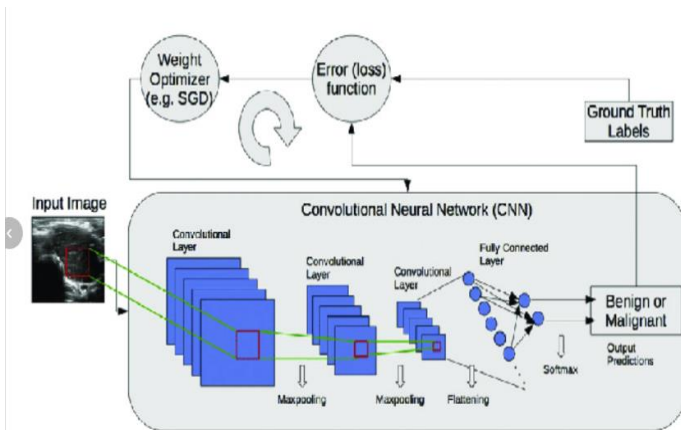 Weight
Optimizer
(e.g. SGD)
Error (loss)
function
Ground Truth
Labels
Input Image
Convolutional Neural Network (CNN)
Convolutional
Layer
Convolutional
Layer
Convolutional
Layer
Fully Connected
Layer
Benign or
Malignant
Output
Predictions
Softmax
Maxpooling
Maxpooling
Flattening